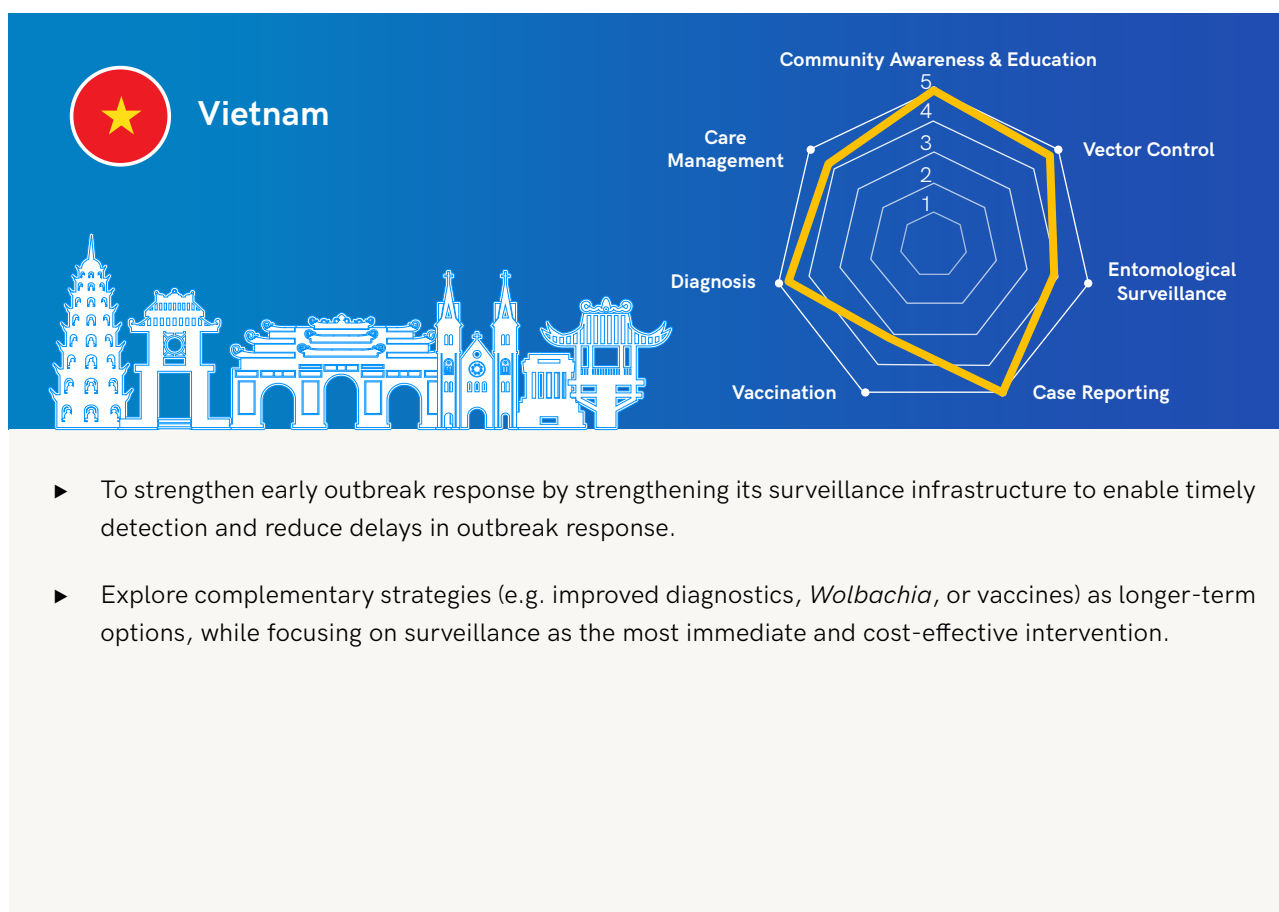 Vietnam
Community Awareness & Education
5
4
3
2
1
Care
Management
Vector Control
Diagnosis
Entomological
Surveillance
Vaccination
Case Reporting
► To strengthen early outbreak response by strengthening its surveillance infrastructure to enable timely
detection and reduce delays in outbreak response.
► Explore complementary strategies (e.g. improved diagnostics, Wolbachia, or vaccines) as longer-term
options, while focusing on surveillance as the most immediate and cost-effective intervention.